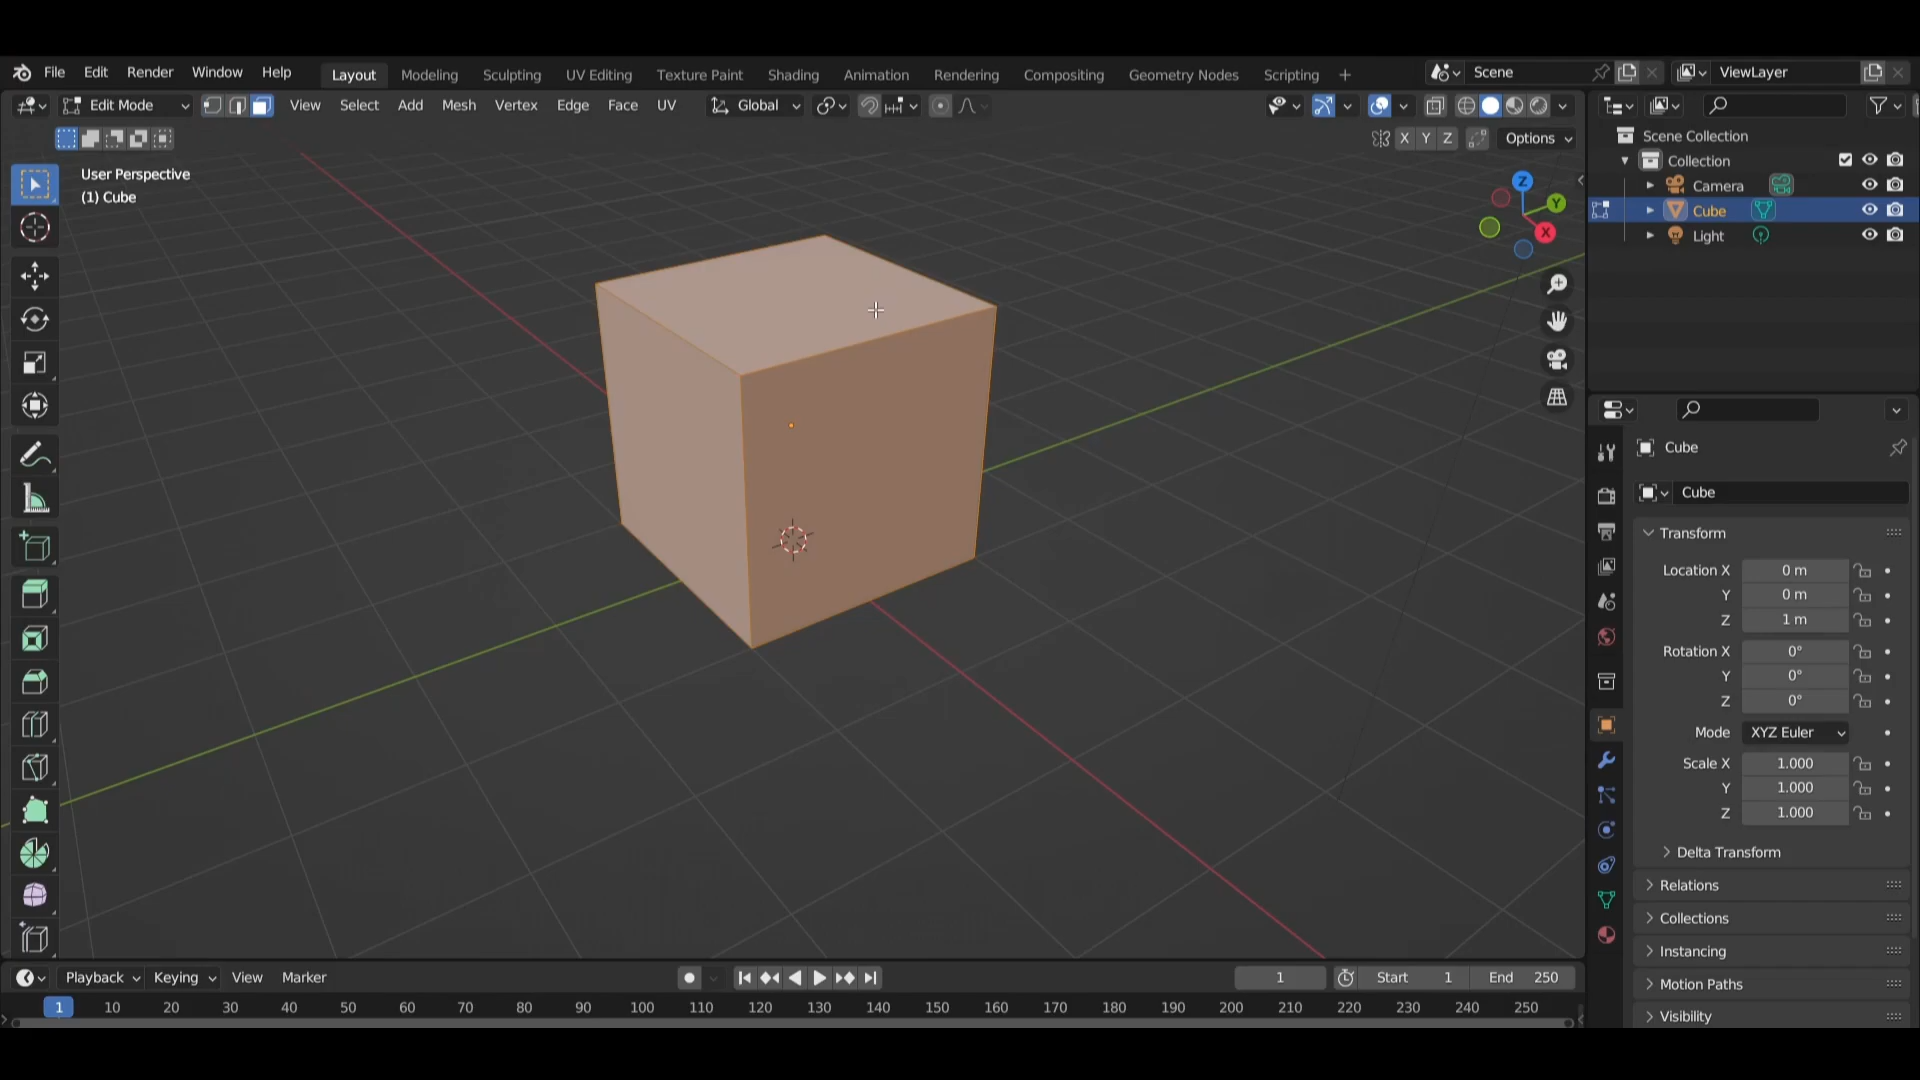 File Edit Render Window Help Layout Modeling Sculpting UV Editing Texture Paint Shading Animation Rendering Compositing Geometry Nodes Scripting + Scene ViewLayer
Edit Mode View Select Add Mesh Vertex Edge Face UV Global
X Y Z Options
User Perspective
(1) Cube
Z
Y
X
Scene Collection
Collection
Camera
Cube
Light
Cube
Cube
Transform
Location X 0 m
Y 0 m
Z 1 m
Rotation X 0°
Y 0°
Z 0°
Mode XYZ Euler
Scale X 1.000
Y 1.000
Z 1.000
Delta Transform
Relations
Collections
Instancing
Motion Paths
Visibility
Playback Keying View Marker 1 Start 1 End 250
1 10 20 30 40 50 60 70 80 90 100 110 120 130 140 150 160 170 180 190 200 210 220 230 240 250